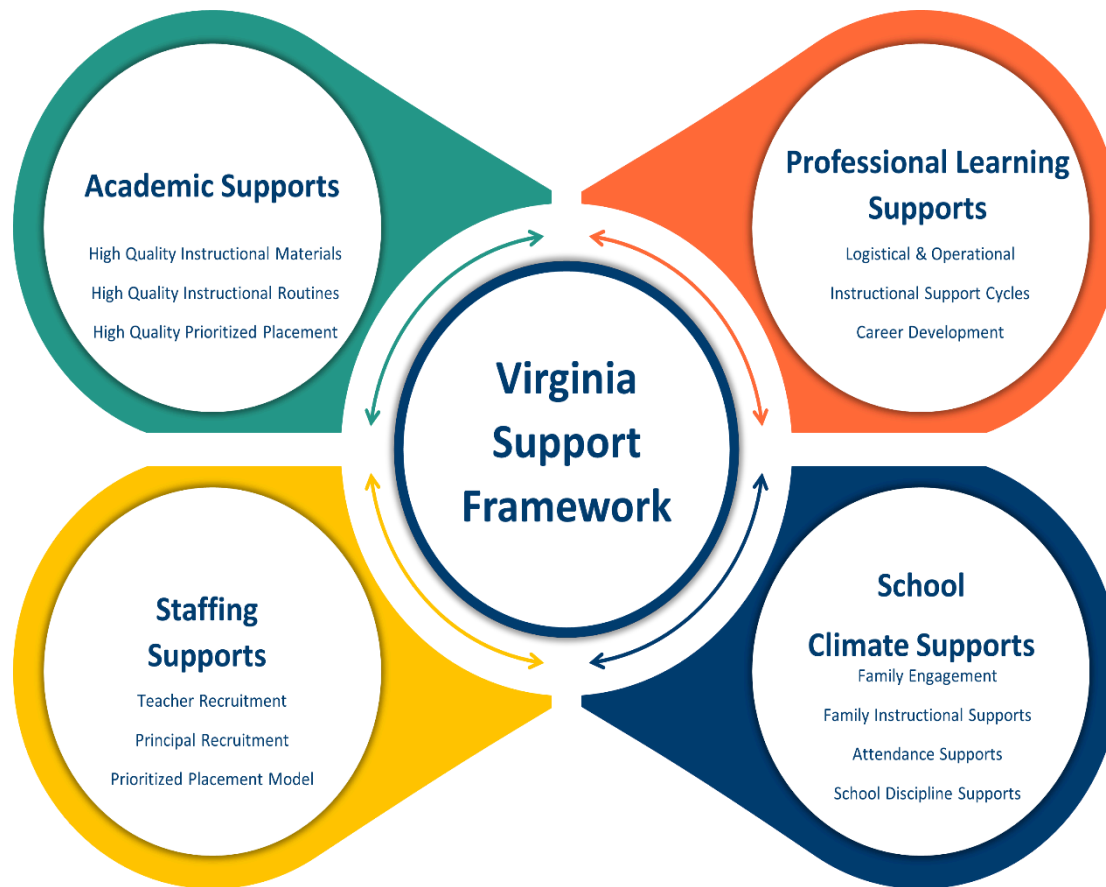 Academic Supports
High Quality Instructional Materials
High Quality Instructional Routines
High Quality Prioritized Placement
Professional Learning
Supports
Logistical & Operational
Instructional Support Cycles
Career Development
Virginia
Support
Framework
Staffing
Supports
Teacher Recruitment
Principal Recruitment
Prioritized Placement Model
School
Climate Supports
Family Engagement
Family Instructional Supports
Attendance Supports
School Discipline Supports